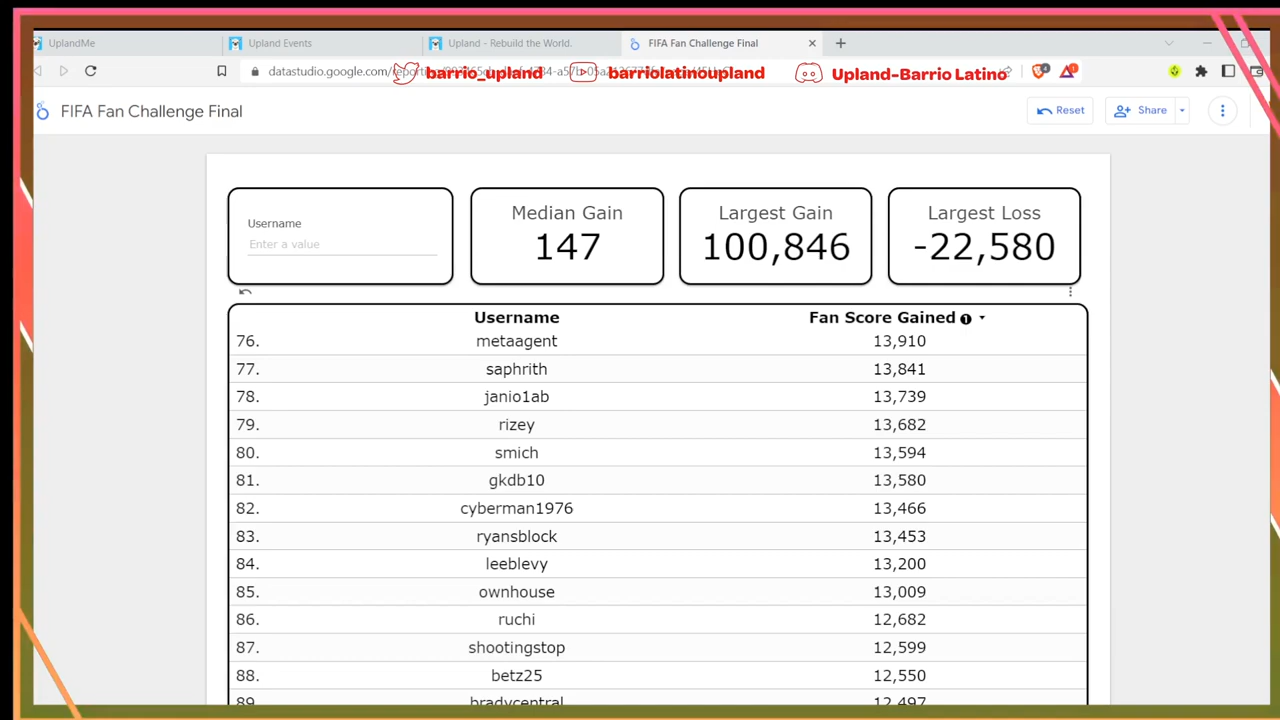 UplandMe
Upland Events
Upland - Rebuild the World.
FIFA Fan Challenge Final
barrio_upland
barriolatinoupland
Upland-Barrio Latino
FIFA Fan Challenge Final
Reset
Share
Username
Enter a value
Median Gain
147
Largest Gain
100,846
Largest Loss
-22,580
Username Fan Score Gained
76. metaagent 13,910
77. saphrith 13,841
78. janio1ab 13,739
79. rizey 13,682
80. smich 13,594
81. gkdb10 13,580
82. cyberman1976 13,466
83. ryansblock 13,453
84. leeblevy 13,200
85. ownhouse 13,009
86. ruchi 12,682
87. shootingstop 12,599
88. betz25 12,550
89. bradycentral 12,497